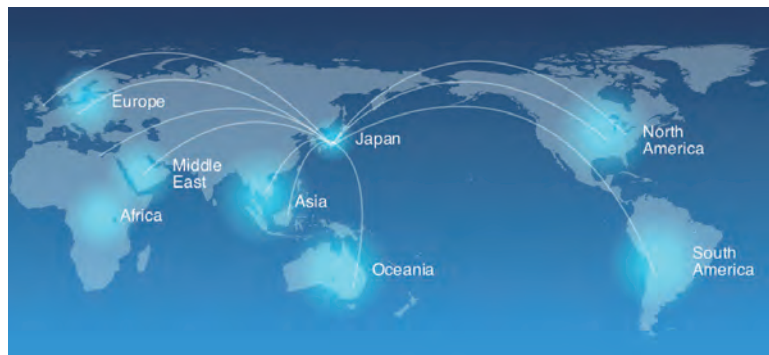 Europe
Japan
North
America
Middle
East
Asia
Africa
Oceania
South
America